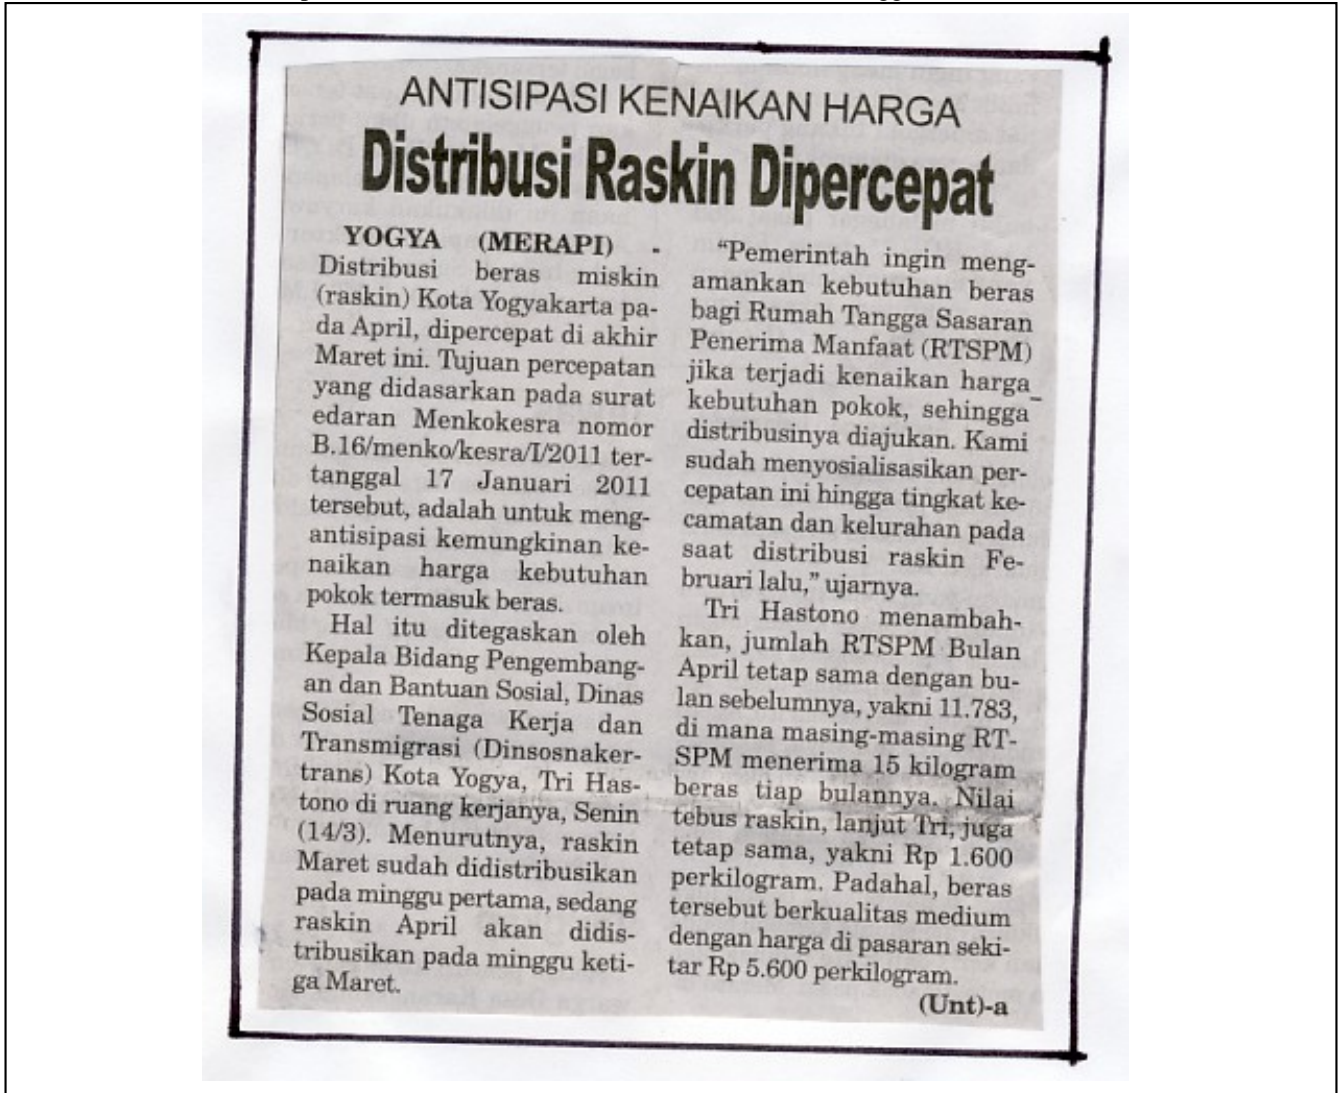 ANTISIPASI KENAIKAN HARGA
Distribusi Raskin Dipercepat
YOGYA (MERAPI) -
Distribusi beras miskin
(raskin) Kota Yogyakarta pa-
da April, dipercepat di akhir
Maret ini. Tujuan percepatan
yang didasarkan pada surat
edaran Menkokesra nomor
B.16/menko/kesra/I/2011 ter-
tanggal 17 Januari 2011
tersebut, adalah untuk meng-
antisipasi kemungkinan ke-
naikan harga kebutuhan
pokok termasuk beras.
Hal itu ditegaskan oleh
Kepala Bidang Pengembang-
an dan Bantuan Sosial, Dinas
Sosial Tenaga Kerja dan
Transmigrasi (Dinsosnaker-
trans) Kota Yogya, Tri Has-
tono di ruang kerjanya, Senin
(14/3). Menurutnya, raskin
Maret sudah didistribusikan
pada minggu pertama, sedang
raskin April akan didis-
tribusikan pada minggu keti-
ga Maret.
“Pemerintah ingin meng-
amankan kebutuhan beras
bagi Rumah Tangga Sasaran
Penerima Manfaat (RTSPM)
jika terjadi kenaikan harga
kebutuhan pokok, sehingga
distribusinya diajukan. Kami
sudah menyosialisasikan per-
cepatan ini hingga tingkat ke-
camatan dan kelurahan pada
saat distribusi raskin Fe-
bruari lalu,” ujarnya.
Tri Hastono menambah-
kan, jumlah RTSPM Bulan
April tetap sama dengan bu-
lan sebelumnya, yakni 11.783,
di mana masing-masing RT-
SPM menerima 15 kilogram
beras tiap bulannya. Nilai
tebus raskin, lanjut Tri, juga
tetap sama, yakni Rp 1.600
perkilogram. Padahal, beras
tersebut berkualitas medium
dengan harga di pasaran seki-
tar Rp 5.600 perkilogram.
(Unt)-a